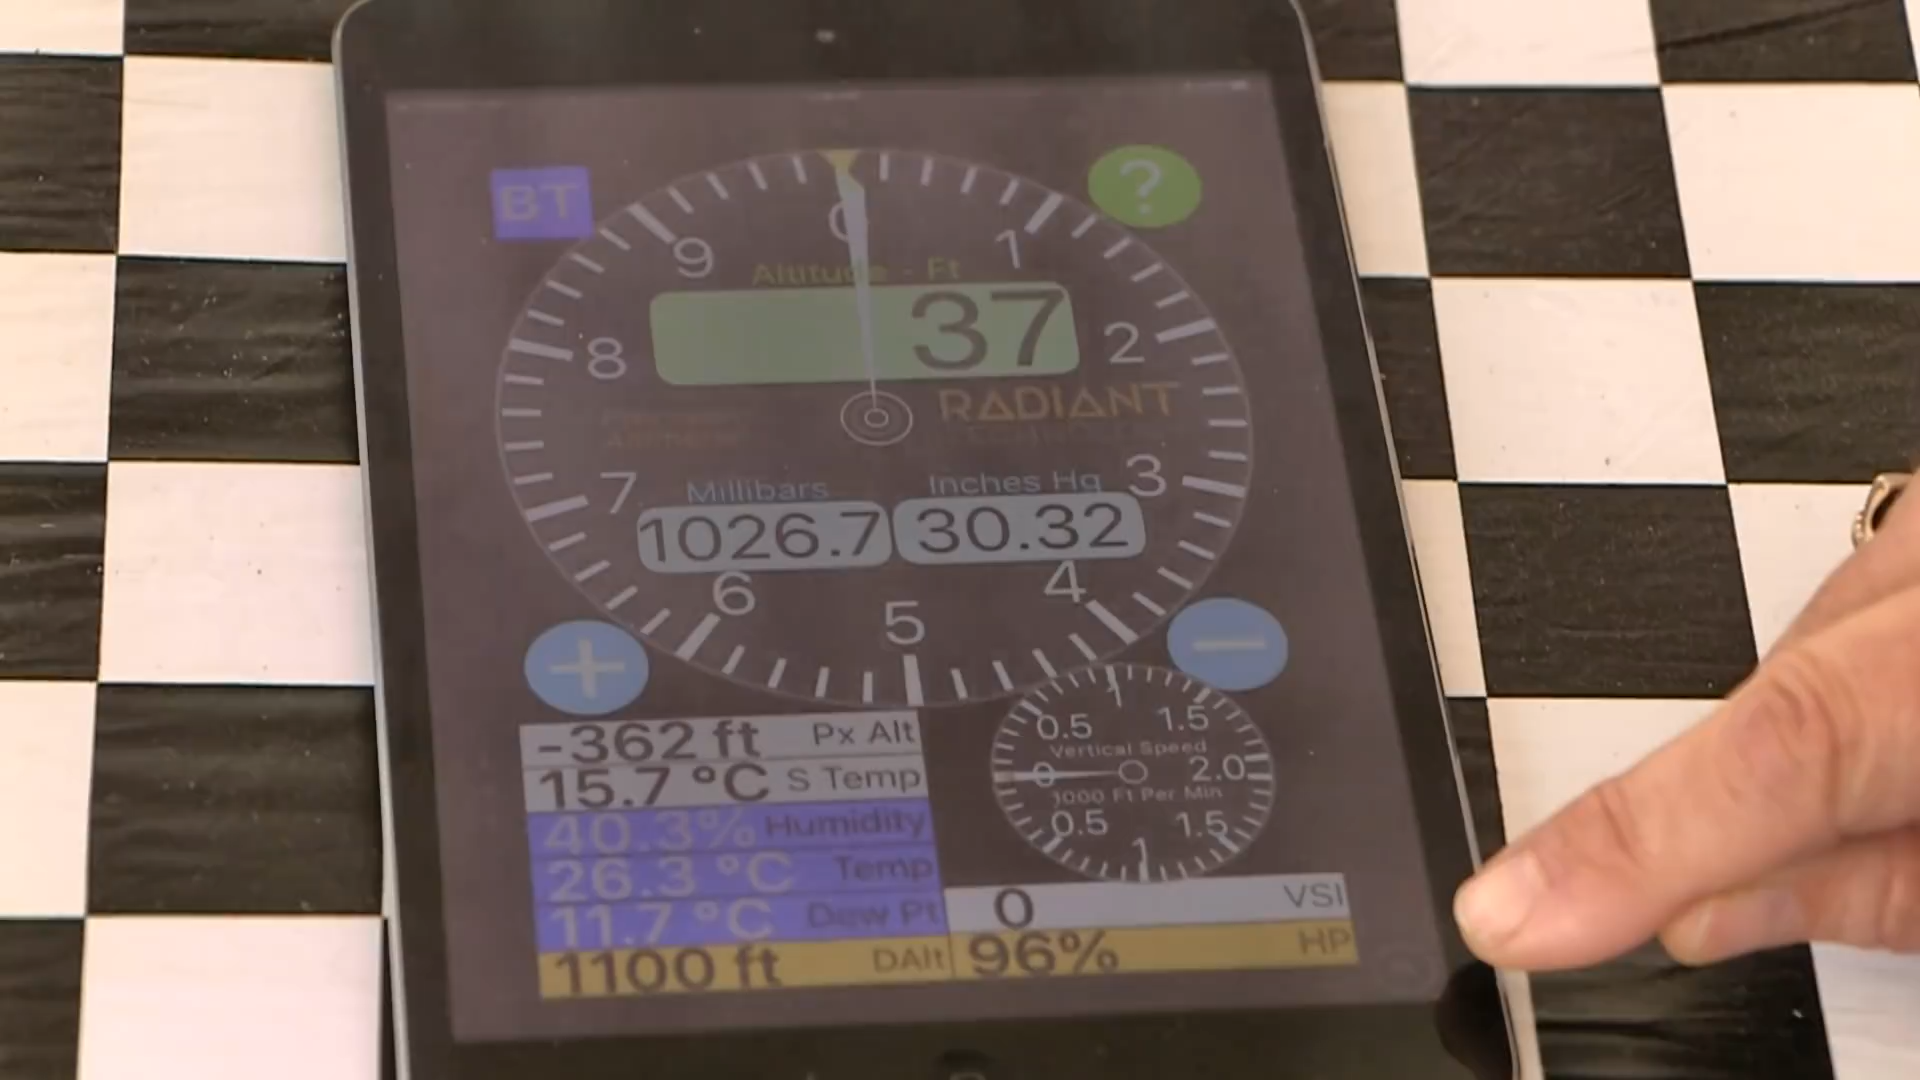 BT
?
0
9
1
Altitude - Ft
37
8
2
RADIANT
7
3
Millibars
Inches Hg
1026.7
30.32
6
4
5
+
−
-362 ft Px Alt
15.7 °C S Temp
40.3% Humidity
26.3 °C Temp
11.7 °C Dew Pt
1100 ft DAlt
1
0.5
1.5
Vertical Speed
0
2.0
1000 Ft Per Min
0.5
1.5
1
0 VSI
96% HP